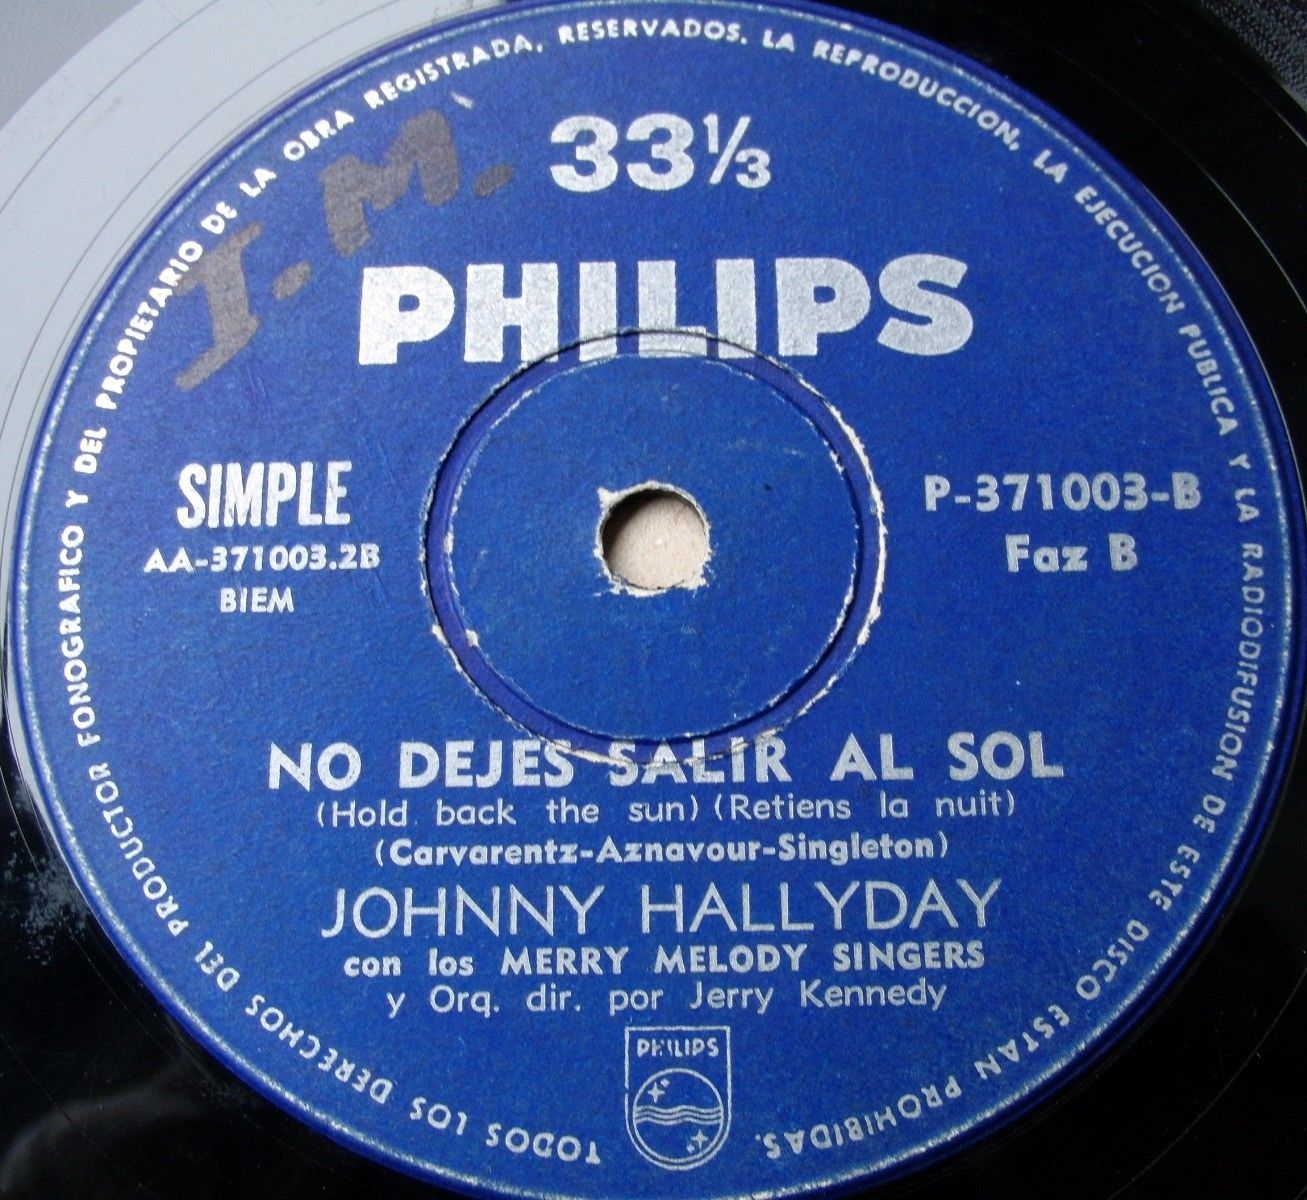 TODOS LOS DERECHOS DEL PRODUCTOR FONOGRAFICO Y DEL PROPIETARIO DE LA OBRA REGISTRADA, RESERVADOS. LA REPRODUCCION, LA EJECUCION PUBLICA Y LA RADIODIFUSION DE ESTE DISCO ESTAN PROHIBIDAS.
I.M.
33⅓
PHILIPS
SIMPLE
AA-371003.2B
BIEM
P-371003-B
Faz B
NO DEJES SALIR AL SOL
(Hold back the sun) (Retiens la nuit)
(Carvarentz-Aznavour-Singleton)
JOHNNY HALLYDAY
con los MERRY MELODY SINGERS
y Orq. dir. por Jerry Kennedy
PHILIPS